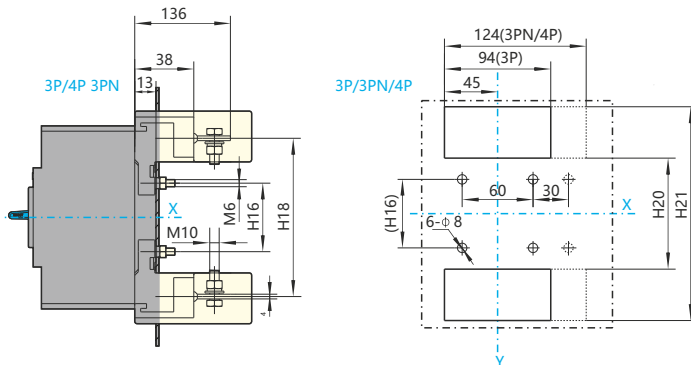 136
38
3P/4P 3PN
13
X
M6
H16
H18
M10
4
124(3PN/4P)
94(3P)
3P/3PN/4P
45
60
30
X
(H16)
6-Φ 8
H20
H21
Y